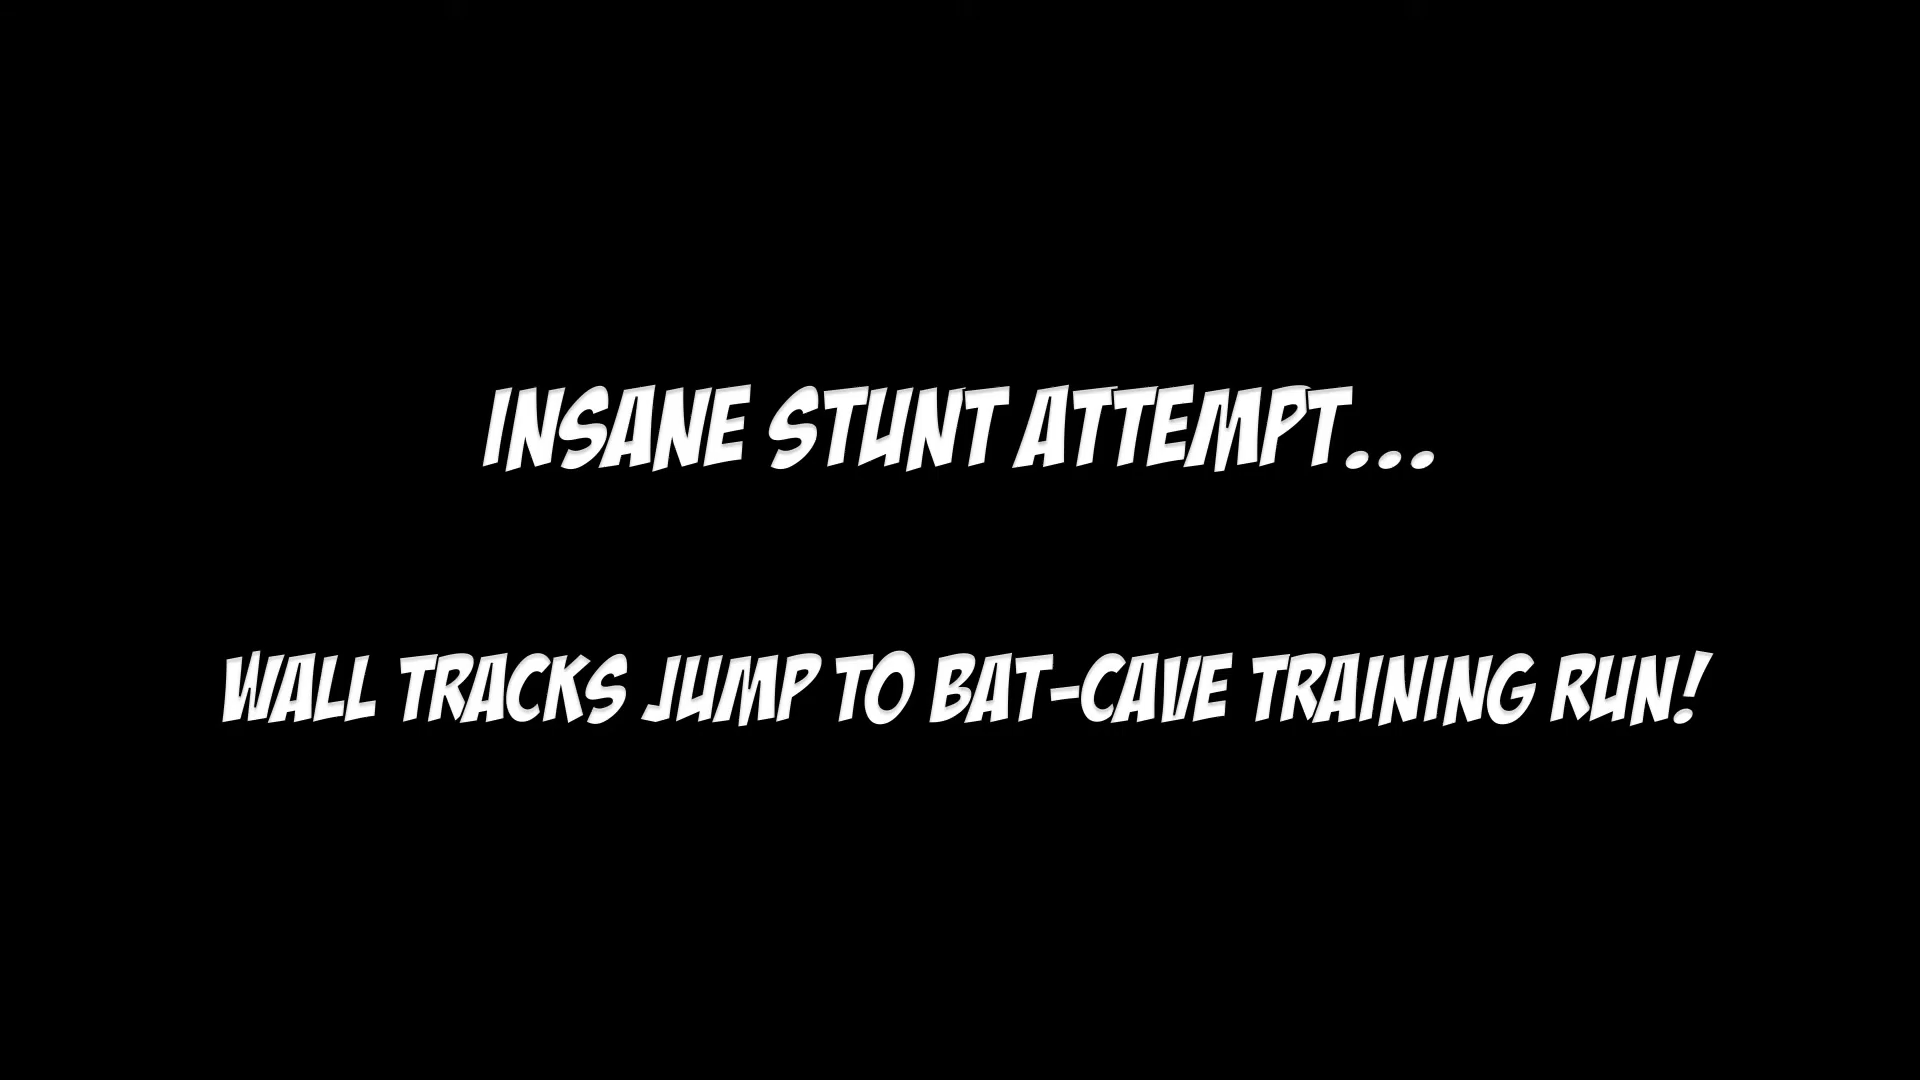 INSANE STUNT ATTEMPT...
WALL TRACKS JUMP TO BAT-CAVE TRAINING RUN!